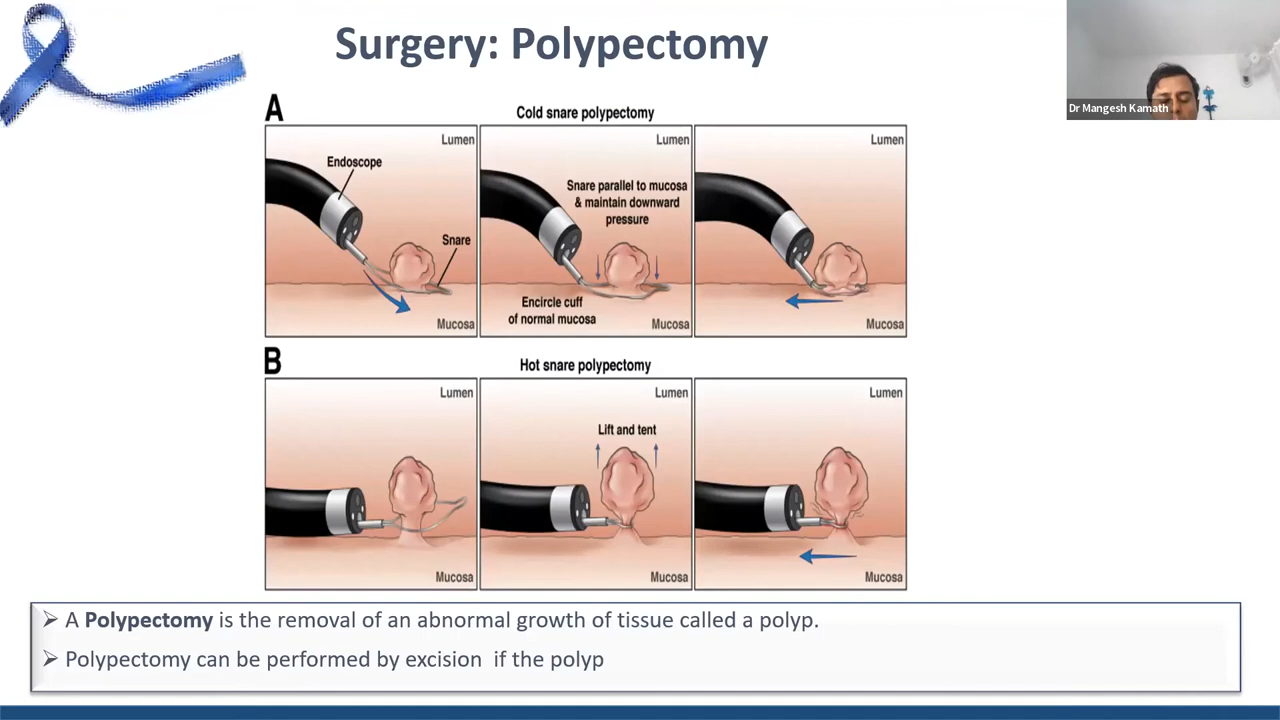 Surgery: Polypectomy
Dr Mangesh Kamath
A
Cold snare polypectomy
Lumen
Endoscope
Snare
Mucosa
Lumen
Snare parallel to mucosa
& maintain downward
pressure
Encircle cuff
of normal mucosa
Mucosa
Lumen
Mucosa
B
Hot snare polypectomy
Lumen
Mucosa
Lumen
Lift and tent
Mucosa
Lumen
Mucosa
A Polypectomy is the removal of an abnormal growth of tissue called a polyp.
Polypectomy can be performed by excision if the polyp